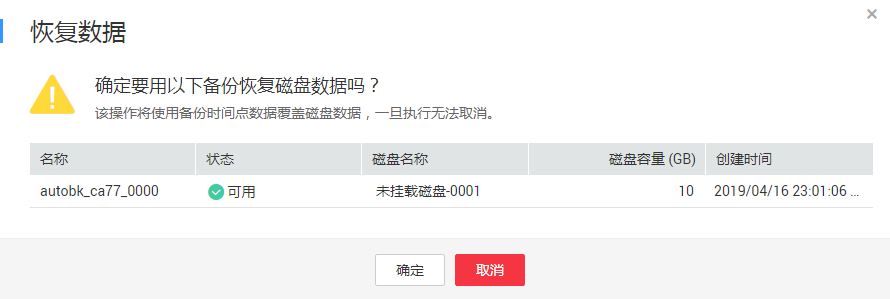 恢复数据
确定要用以下备份恢复磁盘数据吗？
该操作将使用备份时间点数据覆盖磁盘数据，一旦执行无法取消。
名称 状态 磁盘名称 磁盘容量 (GB) 创建时间
autobk_ca77_0000 可用 未挂载磁盘-0001 10 2019/04/16 23:01:06 ...
确定 取消